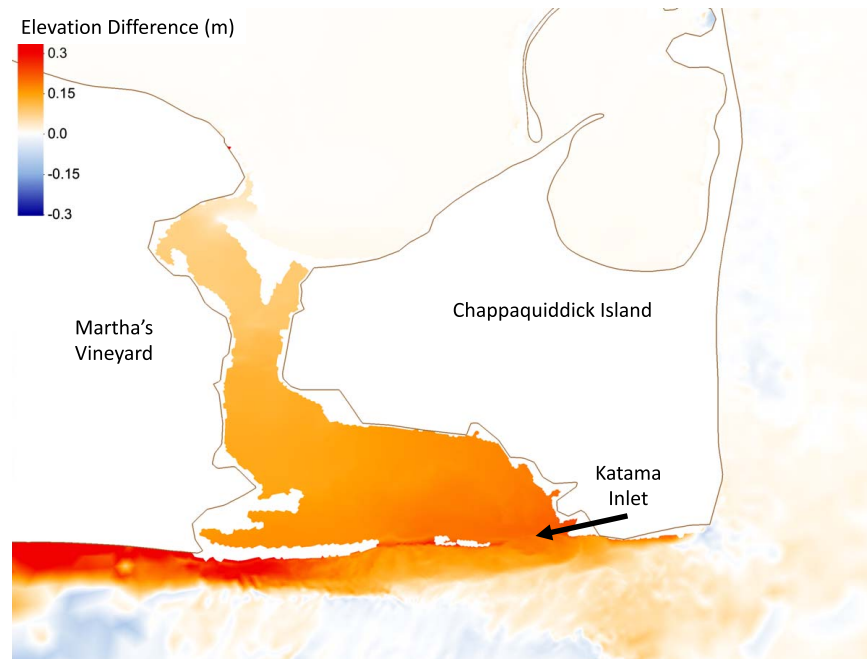 Elevation Difference (m)
0.3
0.15
0.0
-0.15
-0.3
Chappaquiddick Island
Martha’s
Vineyard
Katama
Inlet